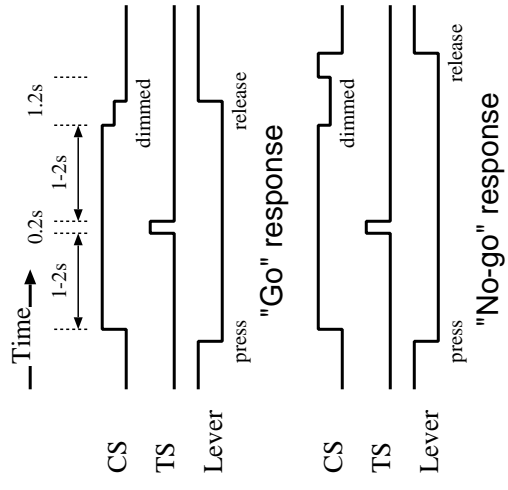 Time
1-2s 0.2s 1-2s 1.2s
CS
dimmed
TS
Lever
press release
"Go" response
CS
dimmed
TS
Lever
press release
"No-go" response